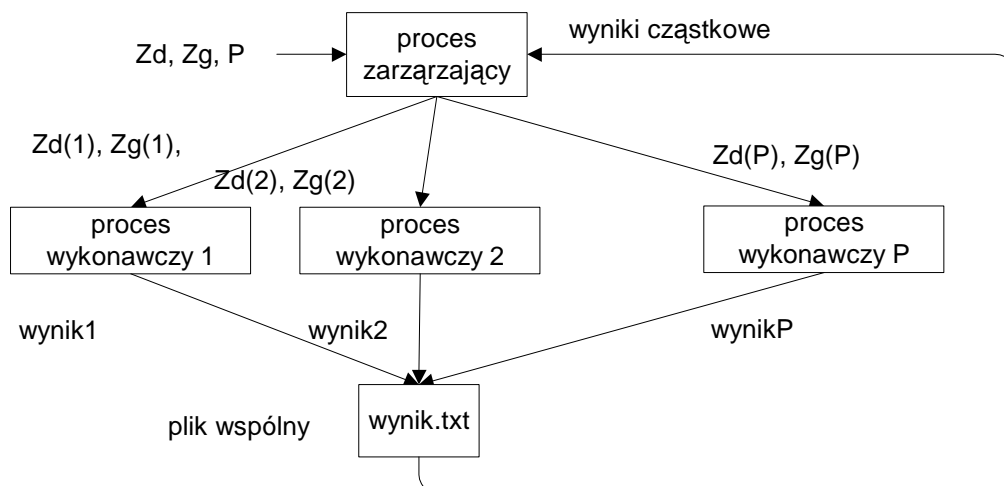 wyniki cząstkowe
Zd, Zg, P
proces
zarząrzający
Zd(1), Zg(1),
Zd(2), Zg(2)
Zd(P), Zg(P)
proces
wykonawczy 1
proces
wykonawczy 2
proces
wykonawczy P
wynik1
wynik2
wynikP
plik wspólny
wynik.txt